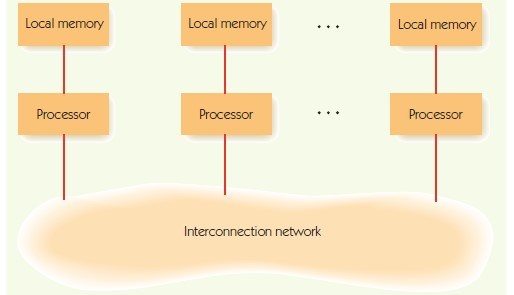 Local memory Local memory ... Local memory
Processor Processor ... Processor
Interconnection network